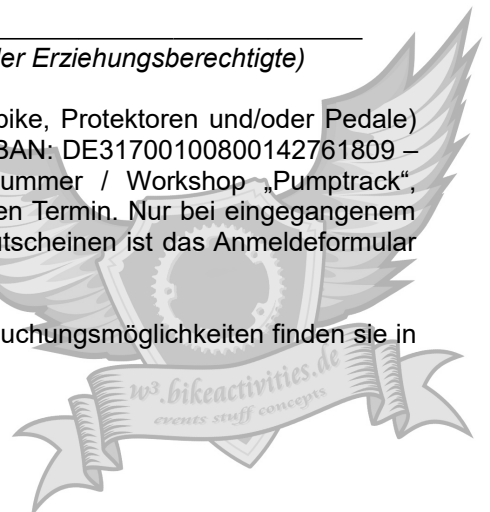 der Erziehungsberechtigte)
bike, Protektoren und/oder Pedale)
BAN: DE31700100800142761809 –
ummer / Workshop „Pumptrack“,
en Termin. Nur bei eingegangenem
utscheinen ist das Anmeldeformular
uchungsmöglichkeiten finden sie in
w³.bikeactivities.de
events stuff concepts